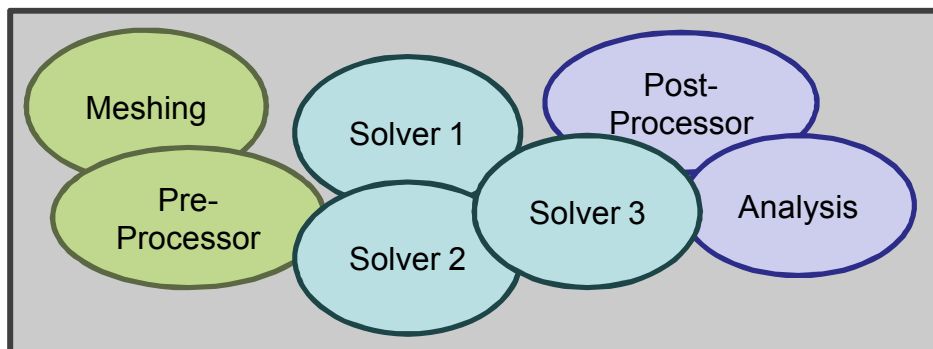 Meshing
Pre-
Processor
Solver 1
Solver 2
Solver 3
Post-
Processor
Analysis